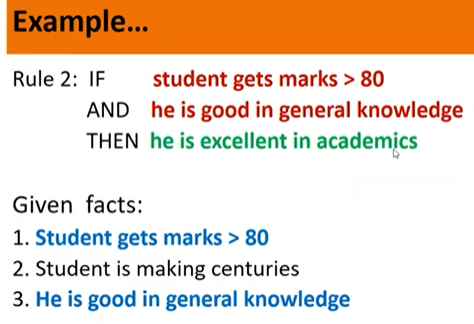 Example...
Rule 2: IF student gets marks > 80
AND he is good in general knowledge
THEN he is excellent in academics
Given facts:
1. Student gets marks > 80
2. Student is making centuries
3. He is good in general knowledge